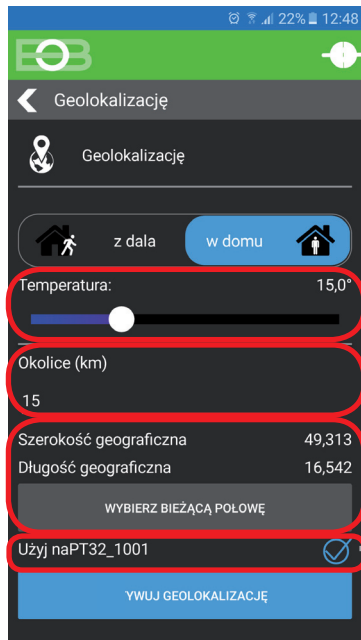 22% 12:48
EOB
Geolokalizację
Geolokalizację
z dala w domu
Temperatura: 15,0°
Okolice (km)
15
Szerokość geograficzna 49,313
Długość geograficzna 16,542
WYBIERZ BIEŻĄCĄ POŁOWĘ
Użyj naPT32_1001
YWUJ GEOLOKALIZACJĘ